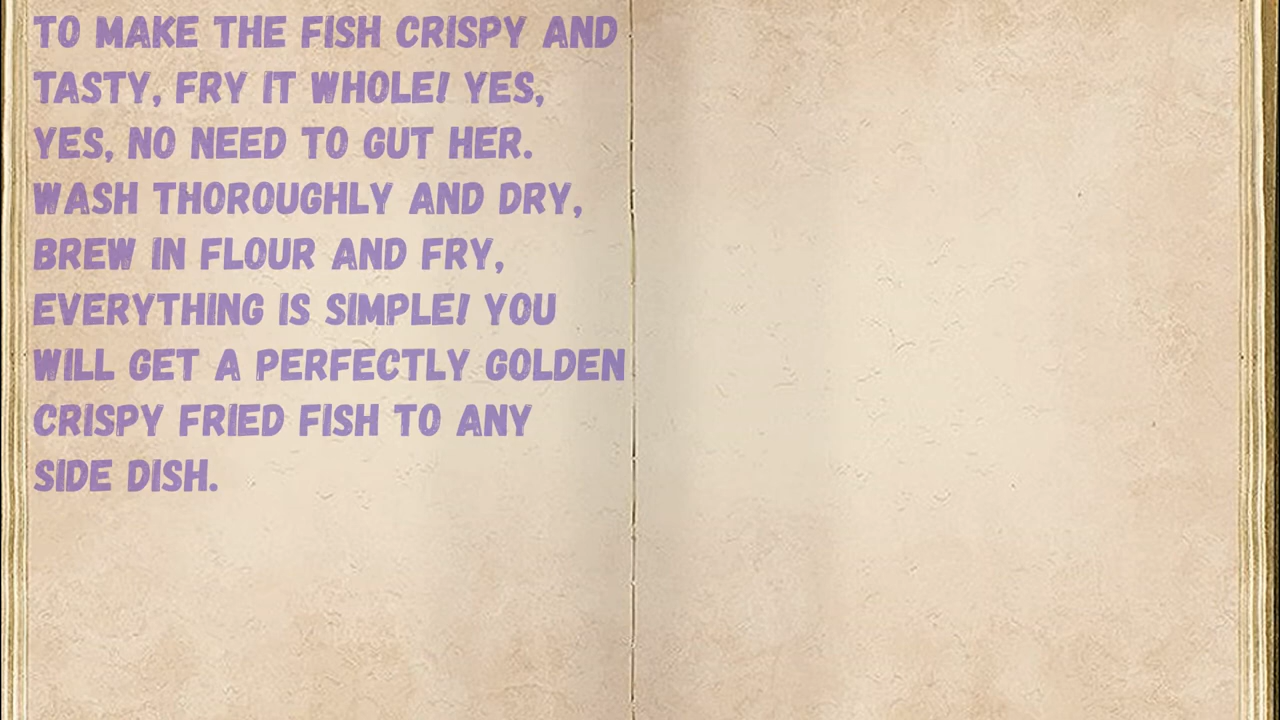 TO MAKE THE FISH CRISPY AND
TASTY, FRY IT WHOLE! YES,
YES, NO NEED TO GUT HER.
WASH THOROUGHLY AND DRY,
BREW IN FLOUR AND FRY,
EVERYTHING IS SIMPLE! YOU
WILL GET A PERFECTLY GOLDEN
CRISPY FRIED FISH TO ANY
SIDE DISH.